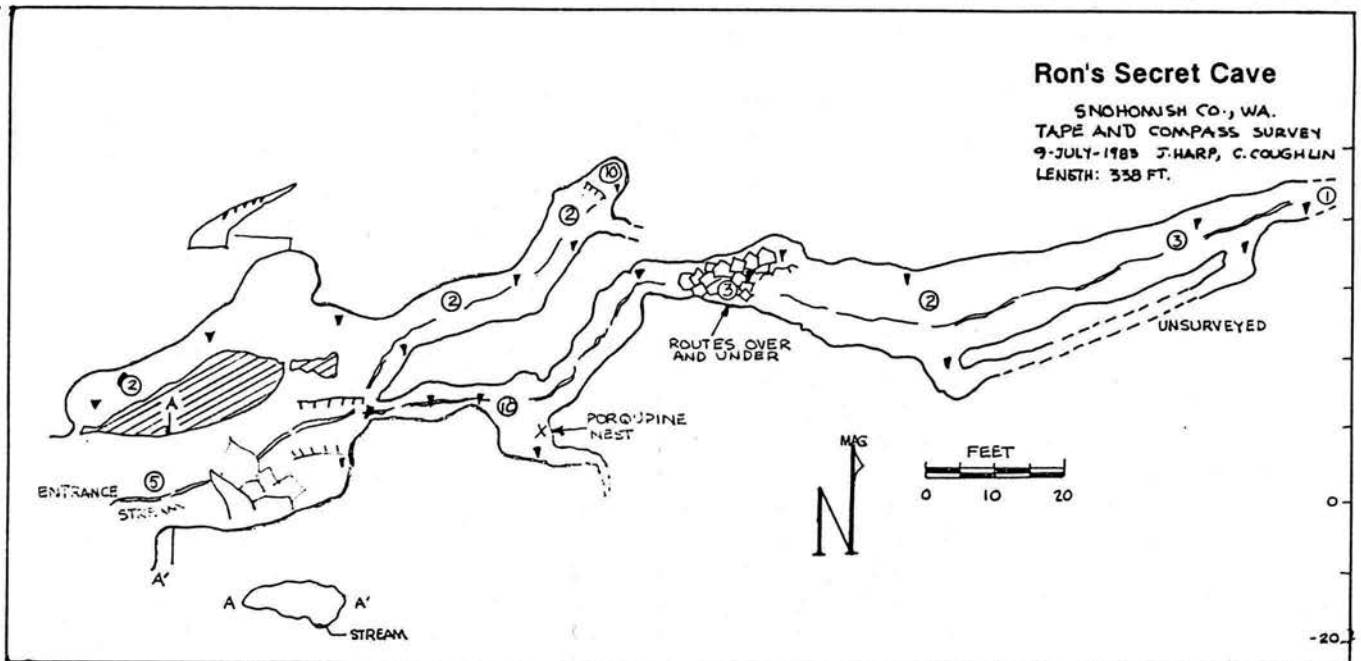 Ron's Secret Cave
SNOHOMISH CO., WA.
TAPE AND COMPASS SURVEY
9-JULY-1983 J. HARP, C. COUGHLIN
LENGTH: 338 FT.
10
1
2
3
2
3
2
ROUTES OVER
AND UNDER
UNSURVEYED
2
A
10
PORQUPINE
NEST
MAG
N
FEET
0 10 20
5
ENTRANCE
STREAM
0
A'
A A'
STREAM
-20